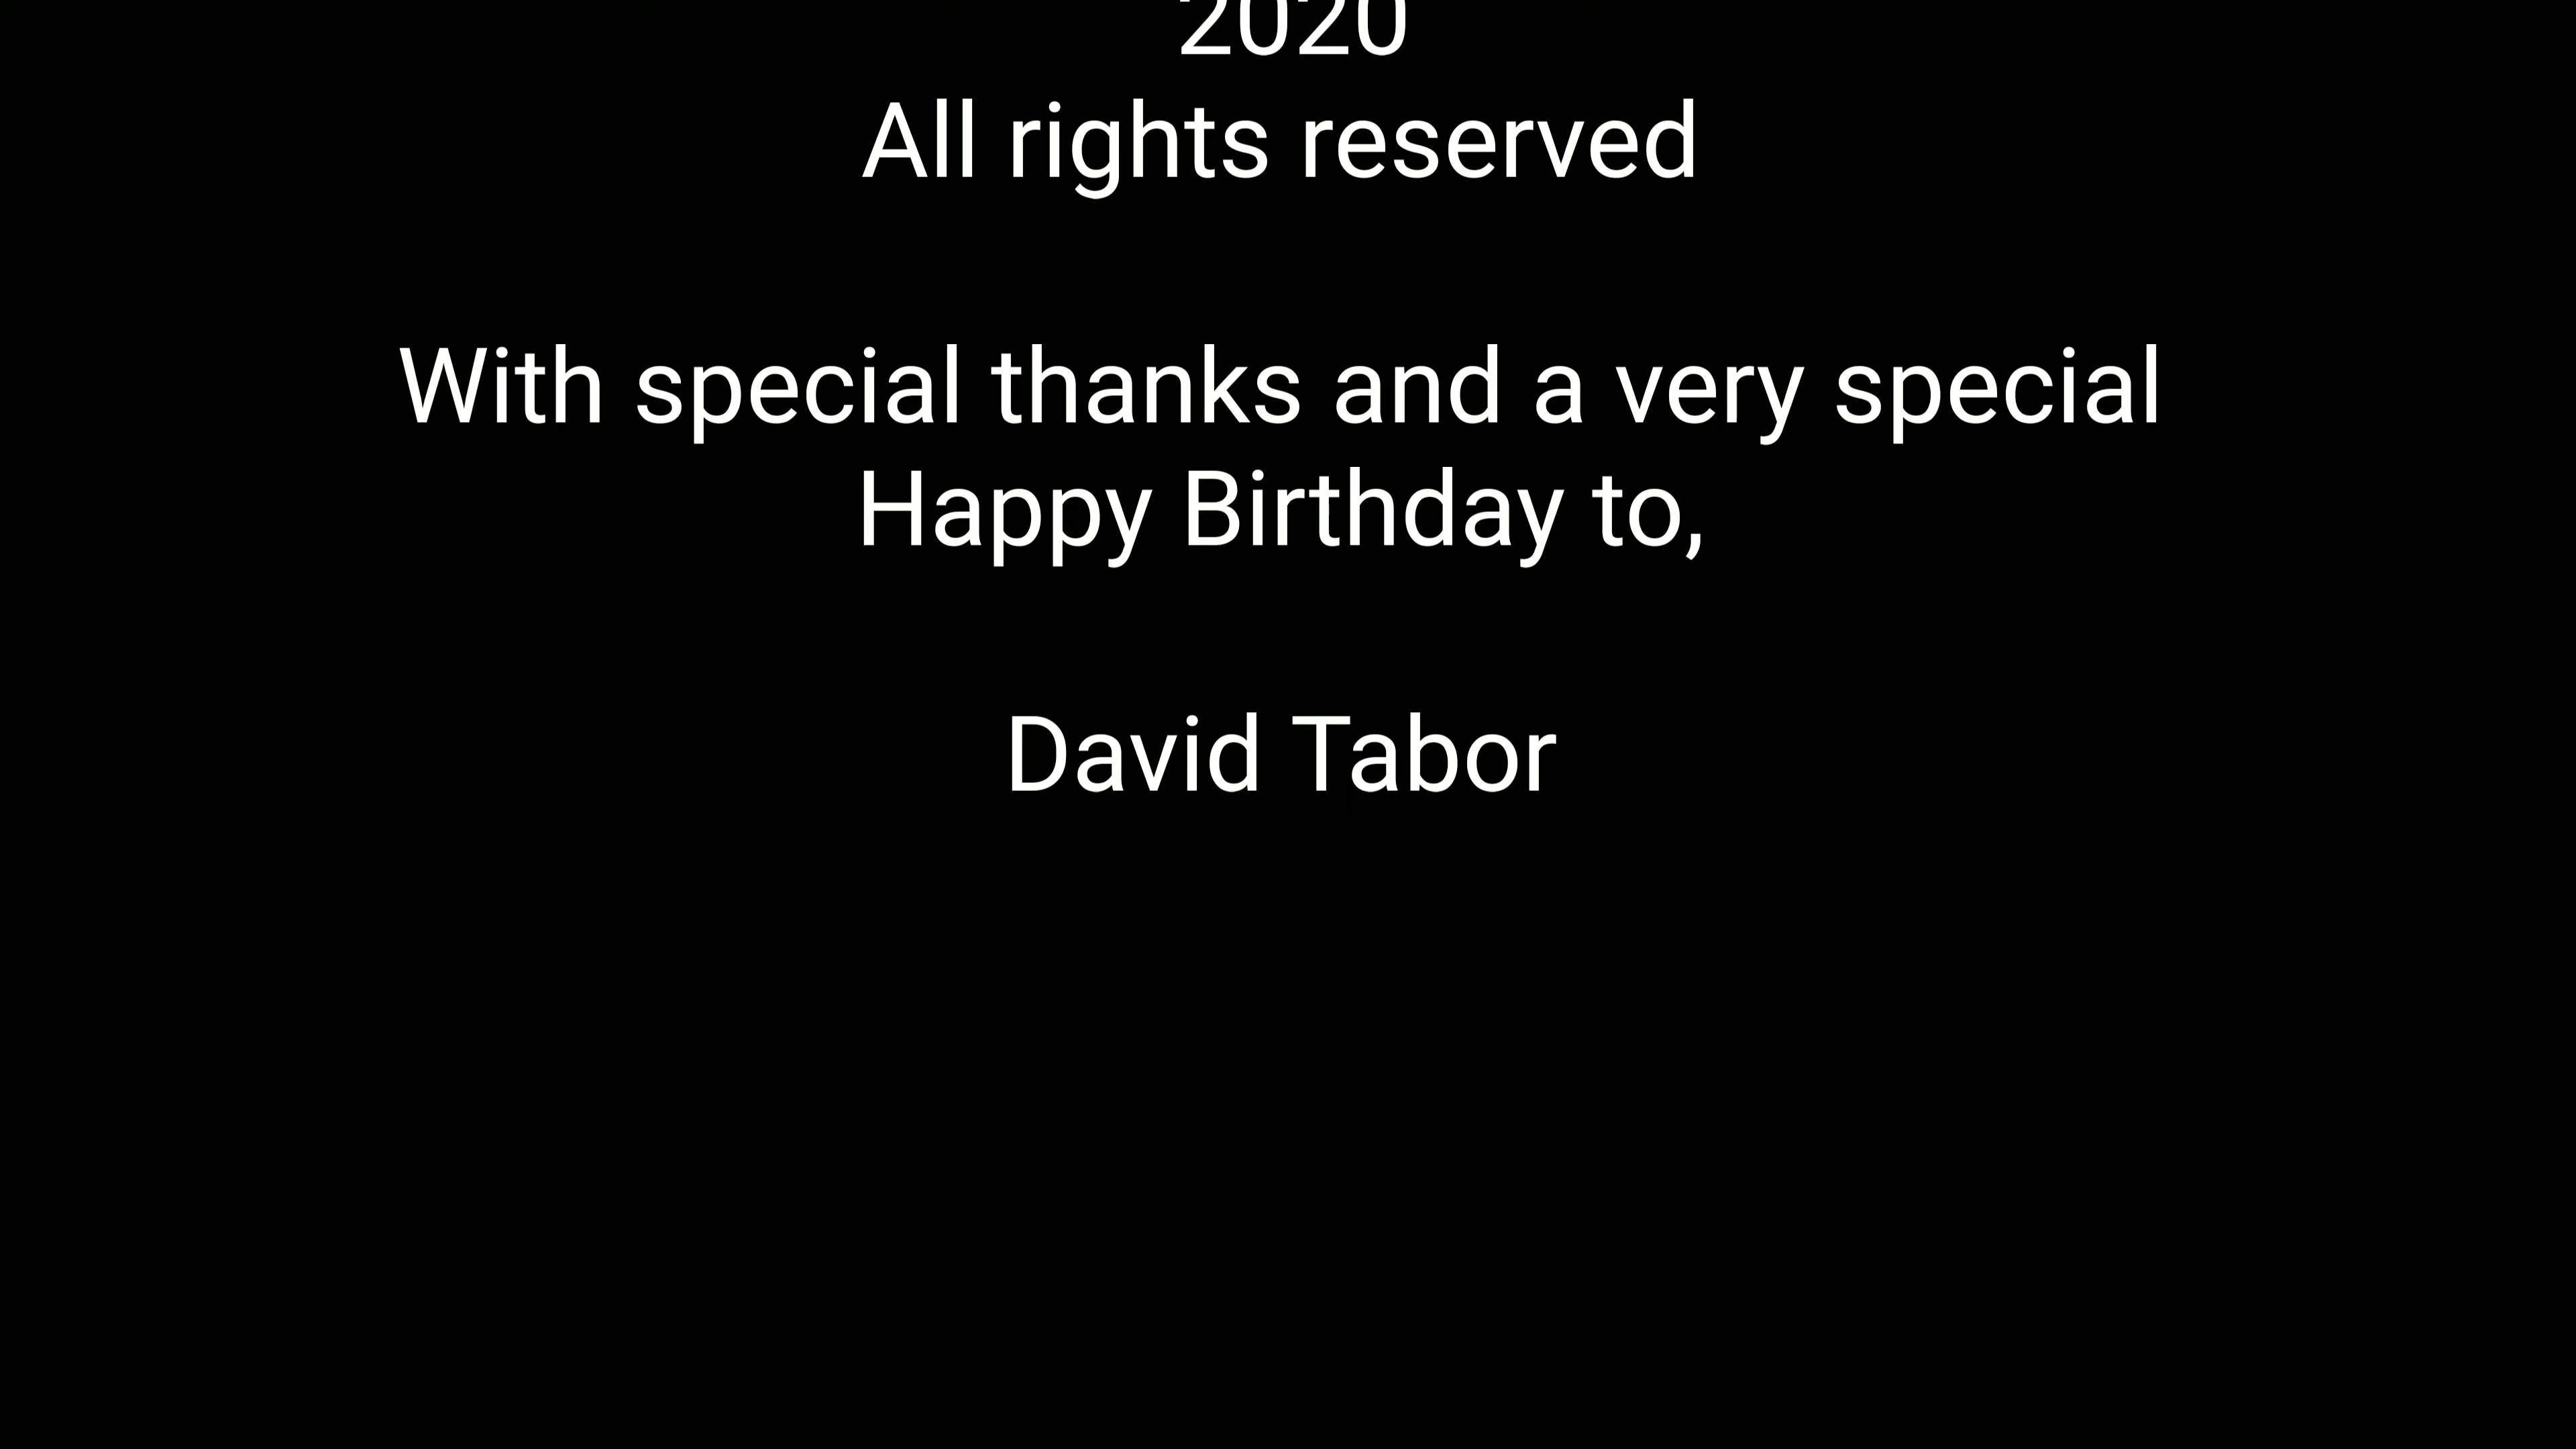 2020
All rights reserved
With special thanks and a very special
Happy Birthday to,
David Tabor